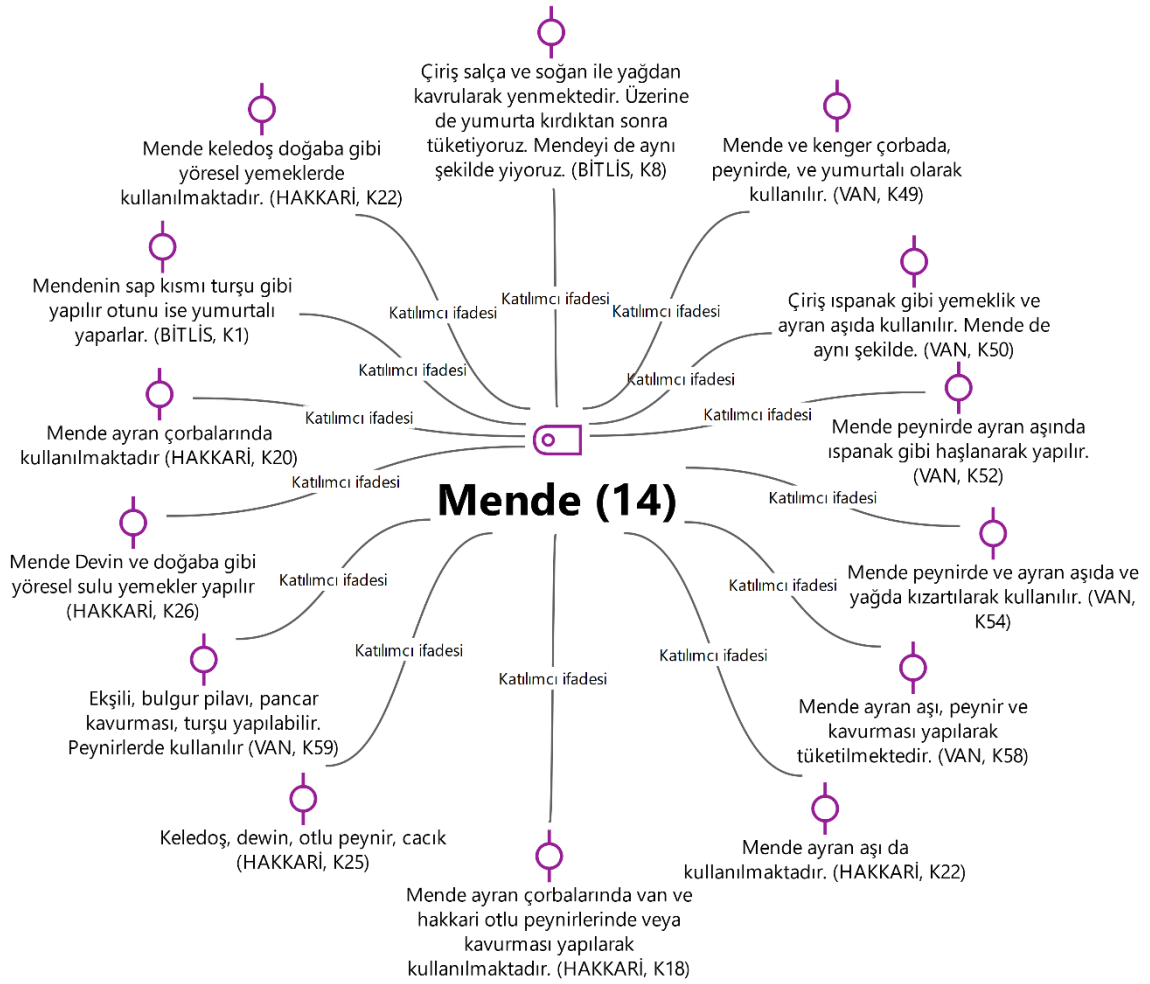 Çiriş salça ve soğan ile yağdan
kavrularak yenmektedir. Üzerine
de yumurta kırdıktan sonra
tüketiyoruz. Mendeyi de aynı
şekilde yiyoruz. (BİTLİS, K8)
Mende keledoş doğaba gibi
yöresel yemeklerde
kullanılmaktadır. (HAKKARİ, K22)
Mende ve kenger çorbada,
peynirde, ve yumurtalı olarak
kullanılır. (VAN, K49)
Mendenin sap kısmı turşu gibi
yapılır otunu ise yumurtalı
yaparlar. (BİTLİS, K1)
Çiriş ıspanak gibi yemeklik ve
ayran aşıda kullanılır. Mende de
aynı şekilde. (VAN, K50)
Katılımcı ifadesi
Katılımcı ifadesi
Katılımcı ifadesi
Katılımcı ifadesi
Katılımcı ifadesi
Mende ayran çorbalarında
kullanılmaktadır (HAKKARİ, K20)
Katılımcı ifadesi
Katılımcı ifadesi
Mende peynirde ayran aşında
ıspanak gibi haşlanarak yapılır.
(VAN, K52)
Katılımcı ifadesi
Mende (14)
Katılımcı ifadesi
Mende Devin ve doğaba gibi
yöresel sulu yemekler yapılır
(HAKKARİ, K26)
Katılımcı ifadesi
Katılımcı ifadesi
Mende peynirde ve ayran aşıda ve
yağda kızartılarak kullanılır. (VAN,
K54)
Katılımcı ifadesi
Katılımcı ifadesi
Katılımcı ifadesi
Ekşili, bulgur pilavı, pancar
kavurması, turşu yapılabilir.
Peynirlerde kullanılır (VAN, K59)
Mende ayran aşı, peynir ve
kavurması yapılarak
tüketilmektedir. (VAN, K58)
Keledoş, dewin, otlu peynir, cacık
(HAKKARİ, K25)
Mende ayran aşı da
kullanılmaktadır. (HAKKARİ, K22)
Mende ayran çorbalarında van ve
hakkari otlu peynirlerinde veya
kavurması yapılarak
kullanılmaktadır. (HAKKARİ, K18)